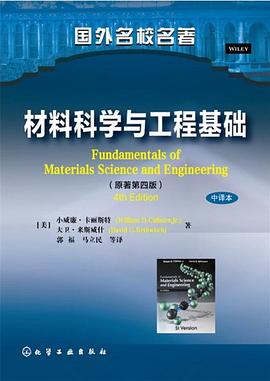 国外名校名著
WILEY
材料科学与工程基础
Fundamentals of
Materials Science and Engineering
(原著第四版)
4th Edition
中译本
[美] 小威廉·卡丽斯特 (William D. Callister, Jr.)
大卫·来斯威什 (David G. Rethwisch) 著
郭福 马立民 等译
Fundamentals of Materials Science
and Engineering
SI Version
化学工业出版社